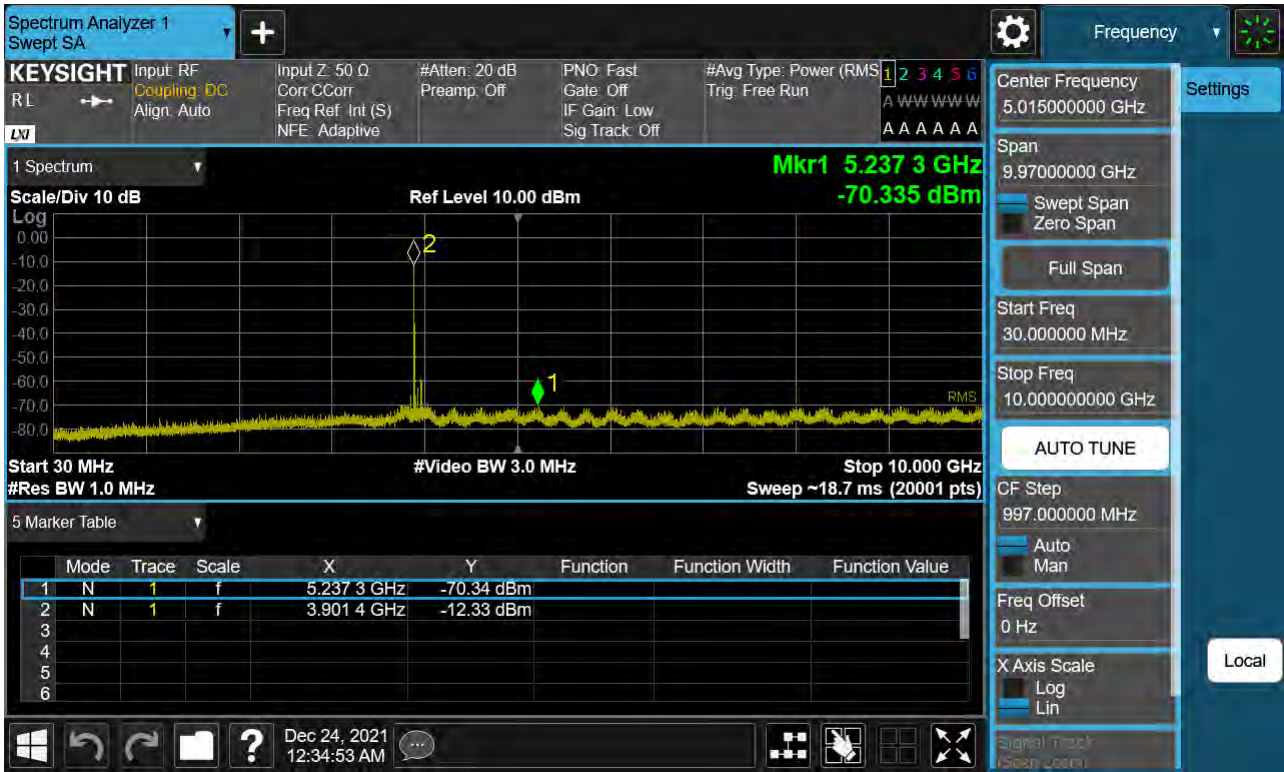 Spectrum Analyzer 1
Swept SA
Frequency
KEYSIGHT
RL
LXI
Input: RF
Coupling: DC
Align: Auto
Input Z: 50 Ω
Corr CCorr
Freq Ref: Int (S)
NFE: Adaptive
#Atten: 20 dB
Preamp: Off
PNO: Fast
Gate: Off
IF Gain: Low
Sig Track: Off
#Avg Type: Power (RMS
Trig: Free Run
1 2 3 4 5 6
A W W W W W
A A A A A A
1 Spectrum
Mkr1 5.237 3 GHz
-70.335 dBm
Scale/Div 10 dB
Ref Level 10.00 dBm
Log
0.00
-10.0
-20.0
-30.0
-40.0
-50.0
-60.0
-70.0
-80.0
2
1
RMS
Start 30 MHz
#Video BW 3.0 MHz
Stop 10.000 GHz
#Res BW 1.0 MHz
Sweep ~18.7 ms (20001 pts)
5 Marker Table
Mode Trace Scale X Y Function Function Width Function Value
1 N 1 f 5.237 3 GHz -70.34 dBm
2 N 1 f 3.901 4 GHz -12.33 dBm
3
4
5
6
Center Frequency
5.015000000 GHz
Settings
Span
9.97000000 GHz
Swept Span
Zero Span
Full Span
Start Freq
30.000000 MHz
Stop Freq
10.000000000 GHz
AUTO TUNE
CF Step
997.000000 MHz
Auto
Man
Freq Offset
0 Hz
X Axis Scale
Log
Lin
Signal Track
(Span Zoom)
Local
Dec 24, 2021
12:34:53 AM